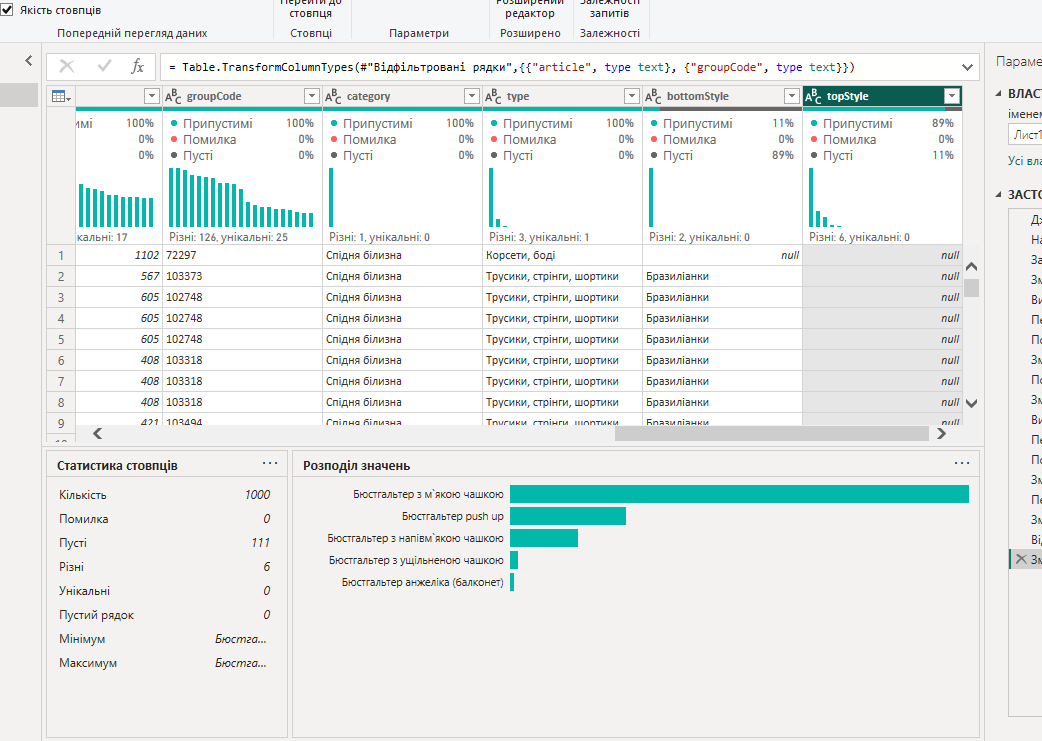 Якість стовпців
Попередній перегляд даних
Перейти до
стовпця
Стовпці
Параметри
Розширений
редактор
Розширено
Залежності
запитів
Залежності
fx
= Table.TransformColumnTypes(#"Відфільтровані рядки",{{"article", type text}, {"groupCode", type text}})
groupCode category type bottomStyle topStyle
100% Припустимі 100% Припустимі 100% Припустимі 100% Припустимі 11% Припустимі 89%
0% Помилка 0% Помилка 0% Помилка 0% Помилка 0% Помилка 0%
0% Пусті 0% Пусті 0% Пусті 0% Пусті 89% Пусті 11%
кальні: 17 Різні: 126, унікальні: 25 Різні: 1, унікальні: 0 Різні: 3, унікальні: 1 Різні: 2, унікальні: 0 Різні: 6, унікальні: 0
1 1102 72297 Спідня білизна Корсети, боді null null
2 567 103373 Спідня білизна Трусики, стрінги, шортики Бразиліанки null
3 605 102748 Спідня білизна Трусики, стрінги, шортики Бразиліанки null
4 605 102748 Спідня білизна Трусики, стрінги, шортики Бразиліанки null
5 605 102748 Спідня білизна Трусики, стрінги, шортики Бразиліанки null
6 408 103318 Спідня білизна Трусики, стрінги, шортики Бразиліанки null
7 408 103318 Спідня білизна Трусики, стрінги, шортики Бразиліанки null
8 408 103318 Спідня білизна Трусики, стрінги, шортики Бразиліанки null
9 421 103494 Спідня білизна Трусики, стрінги, шортики Бразиліанки null
Статистика стовпців ...
Кількість 1000
Помилка 0
Пусті 111
Різні 6
Унікальні 0
Пустий рядок 0
Мінімум Бюстга...
Максимум Бюстга...
Розподіл значень ...
Бюстгальтер з м`якою чашкою
Бюстгальтер push up
Бюстгальтер з напівм`якою чашкою
Бюстгальтер з ущільненою чашкою
Бюстгальтер анжеліка (балконет)
Параме
ВЛАСТ
іменем
Лист1
Усі вла
ЗАСТО